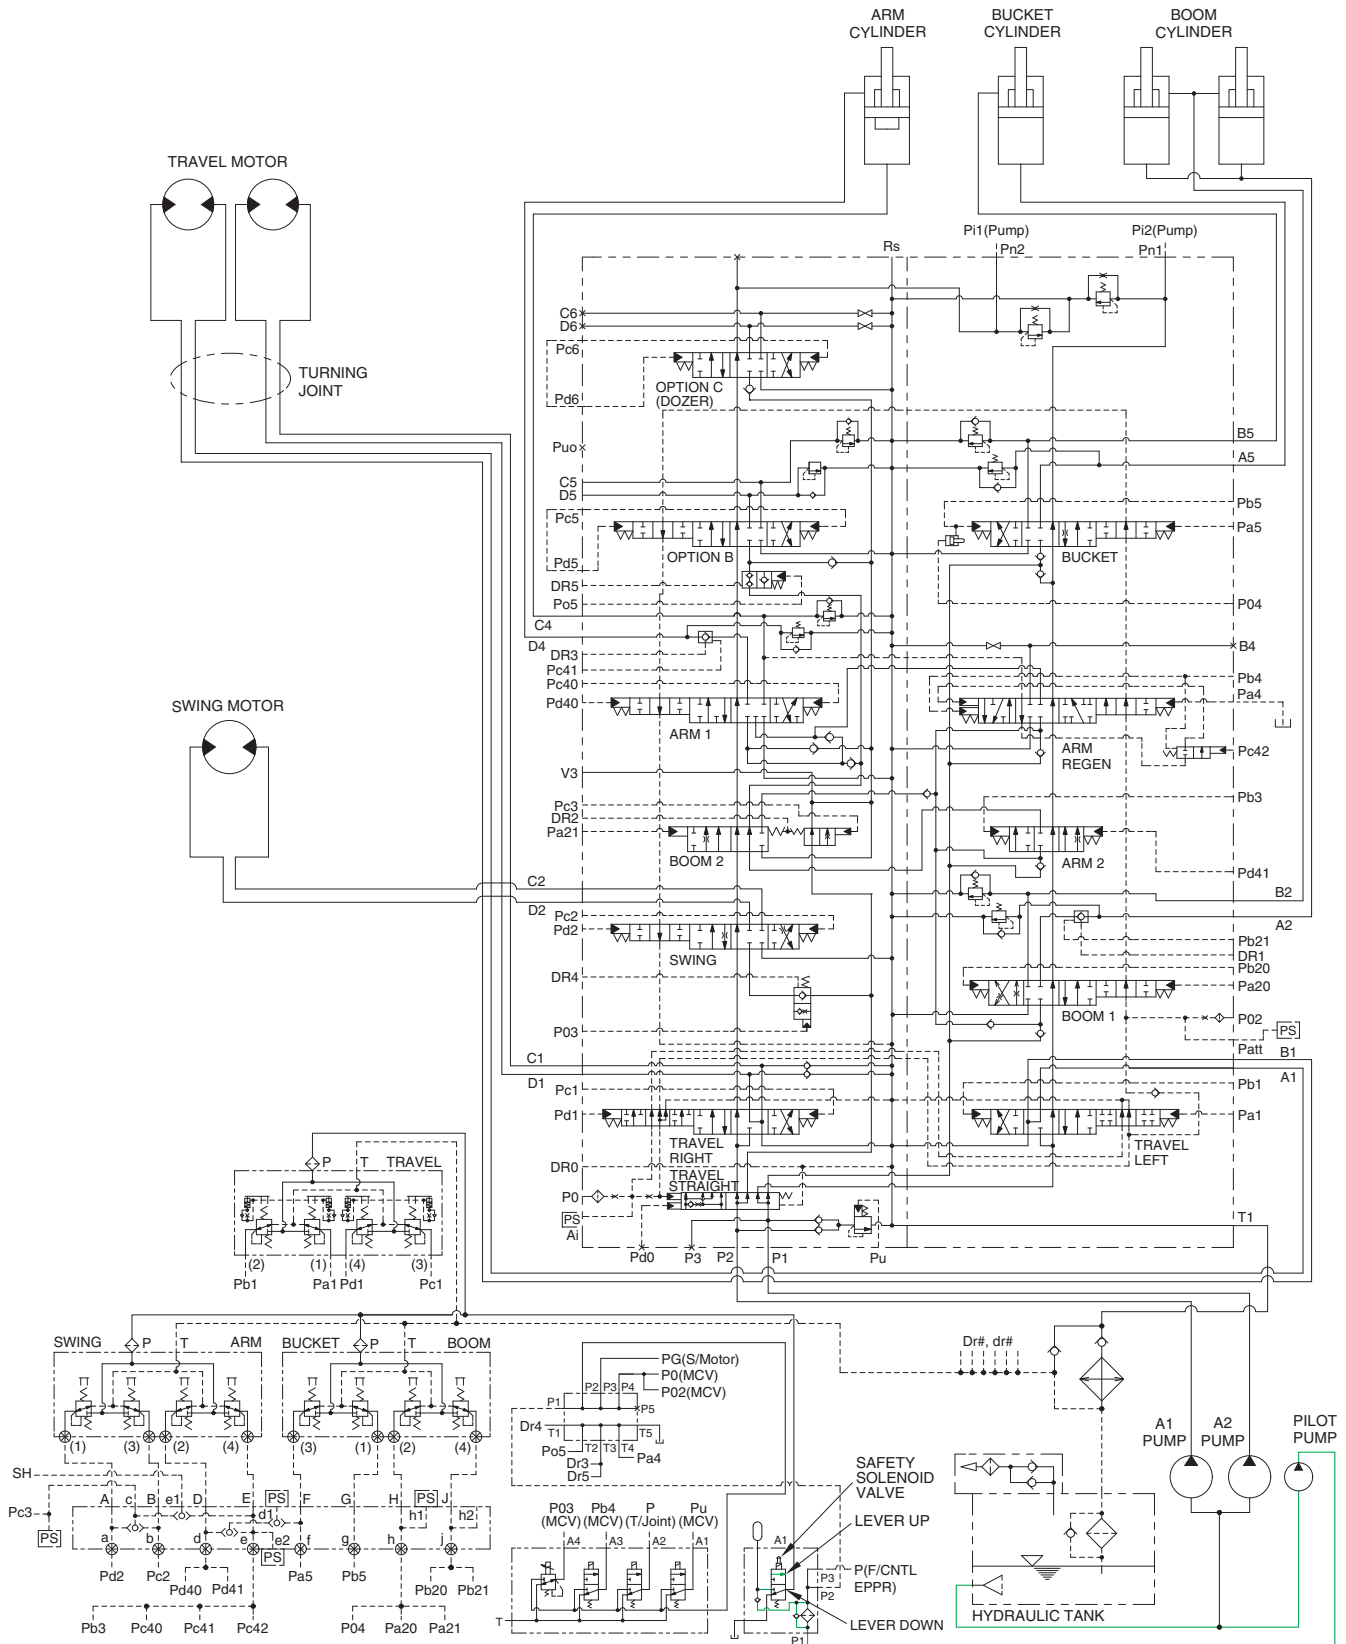 ARM
CYLINDER
BUCKET
CYLINDER
BOOM
CYLINDER
TRAVEL MOTOR
TURNING
JOINT
SWING MOTOR
Pi1(Pump)
Pi2(Pump)
Rs
Pn2
Pn1
C6
D6
Pc6
OPTION C
(DOZER)
Pd6
Puo
C5
D5
Pc5
OPTION B
Pd5
DR5
Po5
C4
D4
DR3
Pc41
Pc40
Pd40
ARM 1
V3
Pc3
DR2
Pa21
BOOM 2
C2
D2
Pc2
Pd2
SWING
DR4
P03
C1
D1
Pc1
Pd1
TRAVEL
RIGHT
DR0
TRAVEL
STRAIGHT
P0
PS
Ai
Pd0
P3
P2
P1
Pu
B5
A5
Pb5
Pa5
BUCKET
P04
B4
Pb4
Pa4
ARM
REGEN
Pc42
Pb3
ARM 2
Pd41
B2
A2
Pb21
DR1
Pb20
Pa20
BOOM 1
P02
PS
Patt
B1
A1
Pb1
Pa1
TRAVEL
LEFT
T1
P
T
TRAVEL
(2)
(1)
(4)
(3)
Pb1
Pa1
Pd1
Pc1
SWING
P
T
ARM
BUCKET
P
T
BOOM
(1)
(3)
(2)
(4)
(3)
(1)
(2)
(4)
SH
Pc3
PS
A
c
B
e1
D
E
PS
d1
F
G
H
PS
h1
J
h2
a
b
d
e
e2
PS
f
g
h
j
Pd2
Pc2
Pd40
Pd41
Pa5
Pb5
Pb20
Pb21
Pb3
Pc40
Pc41
Pc42
P04
Pa20
Pa21
PG(S/Motor)
P0(MCV)
P02(MCV)
P1
P2
P3
P4
P5
Dr4
T1
T2
T3
T4
T5
Po5
Dr3
Dr5
Pa4
P03
(MCV)
Pb4
(MCV)
P
(T/Joint)
Pu
(MCV)
A4
A3
A2
A1
T
A1
SAFETY
SOLENOID
VALVE
LEVER UP
P(F/CNTL
EPPR)
P3
P2
LEVER DOWN
P1
Dr#, dr#
A1
PUMP
A2
PUMP
PILOT
PUMP
HYDRAULIC TANK